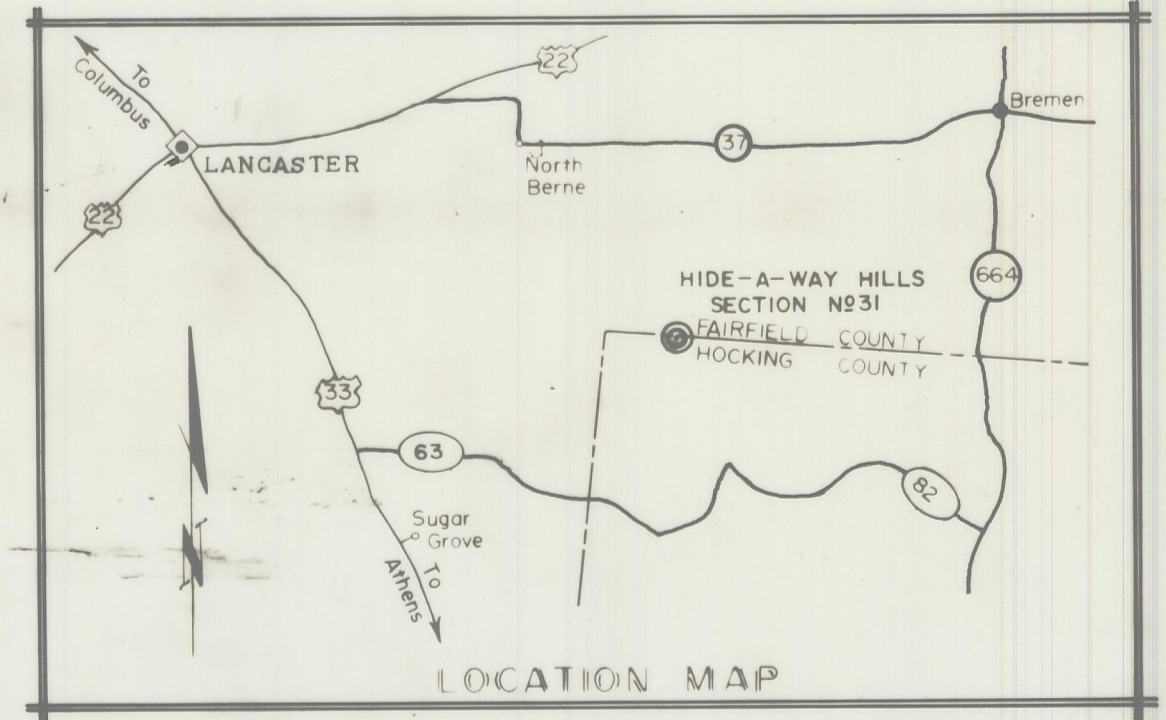 To
Columbus
22
LANCASTER
22
North
Berne
37
Bremen
664
HIDE-A-WAY HILLS
SECTION Nº31
FAIRFIELD COUNTY
HOCKING COUNTY
33
63
82
Sugar
Grove
To
Athens
N
LOCATION MAP